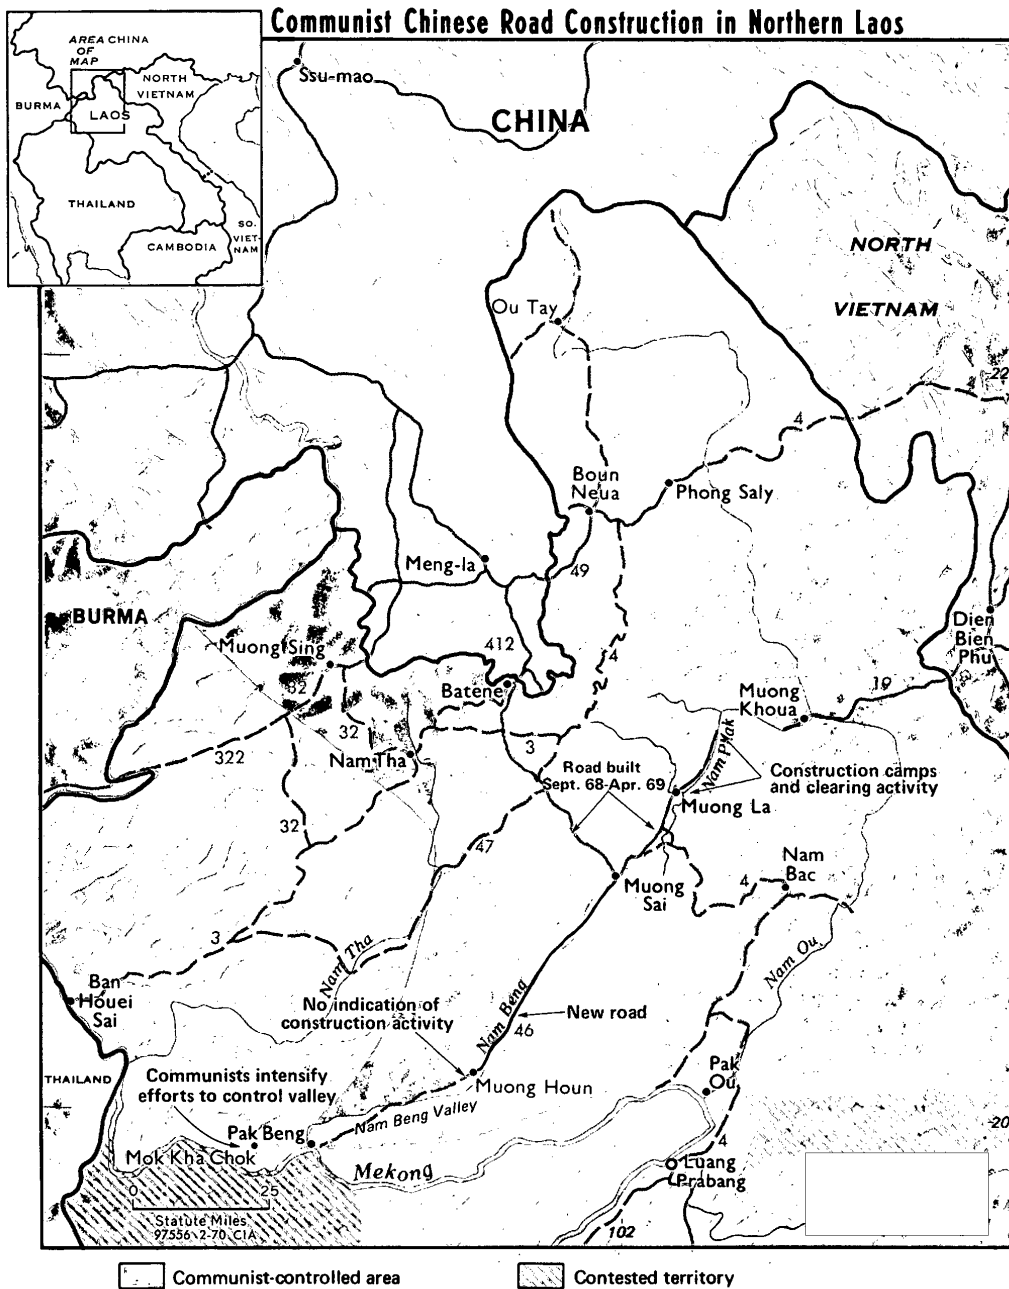 Communist Chinese Road Construction in Northern Laos
AREA CHINA
OF
MAP
NORTH
VIETNAM
BURMA
LAOS
THAILAND
CAMBODIA
SO.
VIET-
NAM
Ssu-mao
CHINA
NORTH
VIETNAM
Ou Tay
22
4
Boun
Neua
Phong Saly
Meng-la
49
BURMA
Dien
Bien
Phu
Muong Sing
412
4
32
Batene
Muong
Khoua
19
32
322
Nam Tha
3
Nam Phak
Road built
Sept. 68-Apr. 69
Construction camps
and clearing activity
Muong La
32
47
Nam
Bac
Muong
Sai
4
3
Nam Tha
Nam Ou
Ban
Houei
Sai
No indication of
construction activity
Nam Beng
New road
46
THAILAND
Communists intensify
efforts to control valley
Muong Houn
Pak
Ou
Nam Beng Valley
Pak Beng
20
4
Mok Kha Chok
Mekong
Luang
Prabang
0 25
Statute Miles
97556 2-70 CIA
102
Communist-controlled area
Contested territory